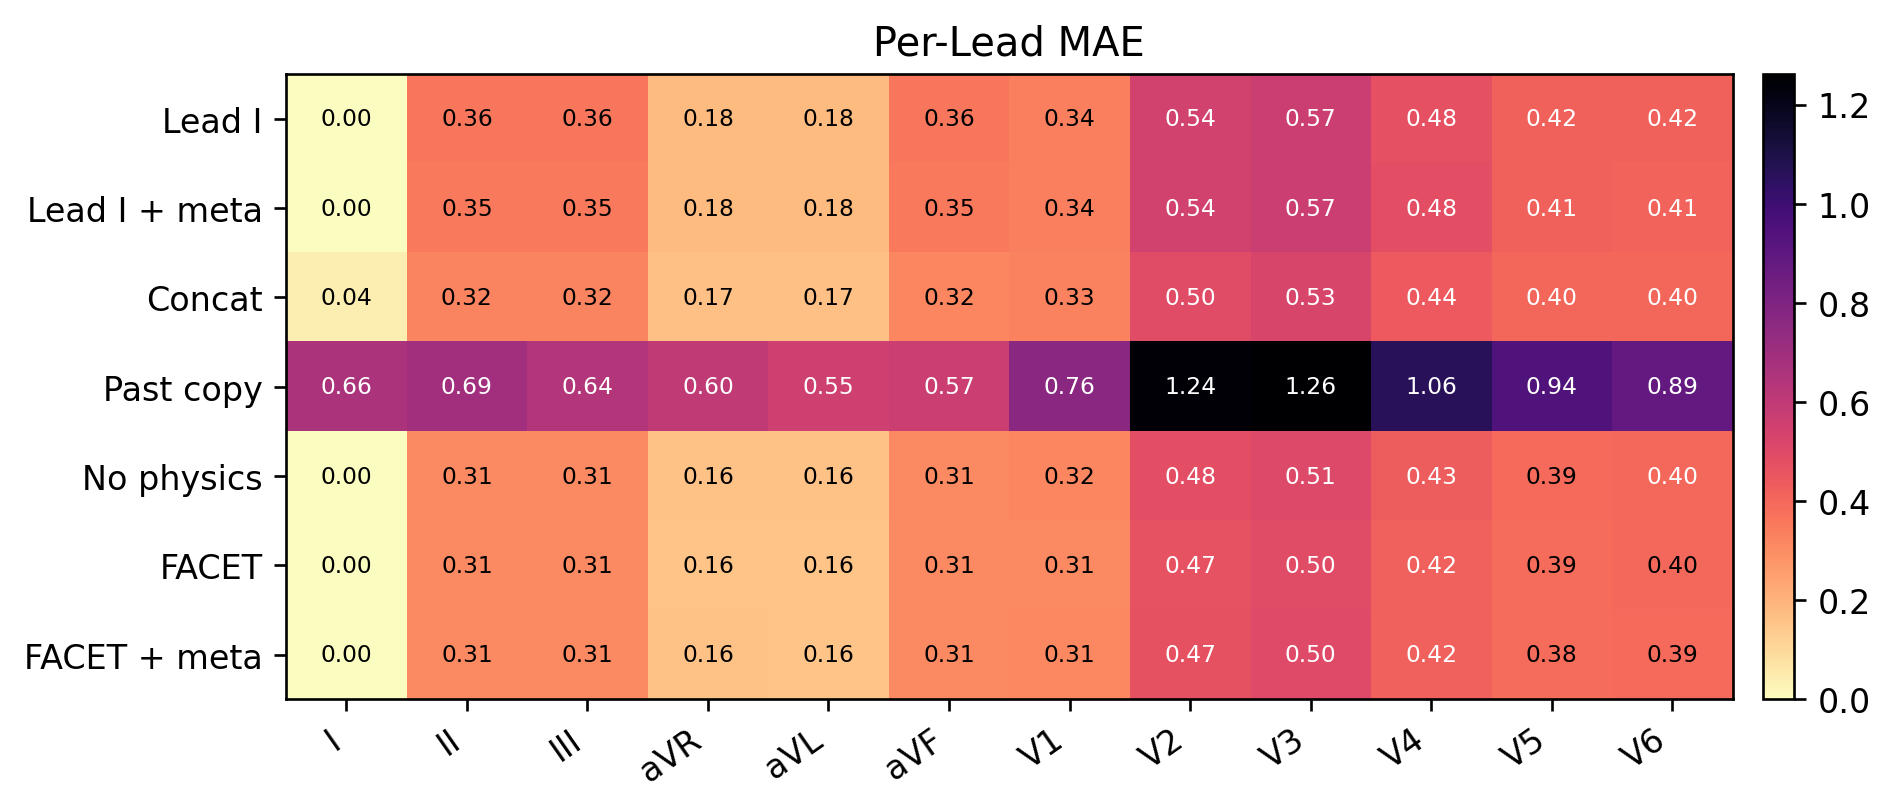 Per-Lead MAE
Lead I 0.00 0.36 0.36 0.18 0.18 0.36 0.34 0.54 0.57 0.48 0.42 0.42
Lead I + meta 0.00 0.35 0.35 0.18 0.18 0.35 0.34 0.54 0.57 0.48 0.41 0.41
Concat 0.04 0.32 0.32 0.17 0.17 0.32 0.33 0.50 0.53 0.44 0.40 0.40
Past copy 0.66 0.69 0.64 0.60 0.55 0.57 0.76 1.24 1.26 1.06 0.94 0.89
No physics 0.00 0.31 0.31 0.16 0.16 0.31 0.32 0.48 0.51 0.43 0.39 0.40
FACET 0.00 0.31 0.31 0.16 0.16 0.31 0.31 0.47 0.50 0.42 0.39 0.40
FACET + meta 0.00 0.31 0.31 0.16 0.16 0.31 0.31 0.47 0.50 0.42 0.38 0.39
I II III aVR aVL aVF V1 V2 V3 V4 V5 V6
1.2
1.0
0.8
0.6
0.4
0.2
0.0